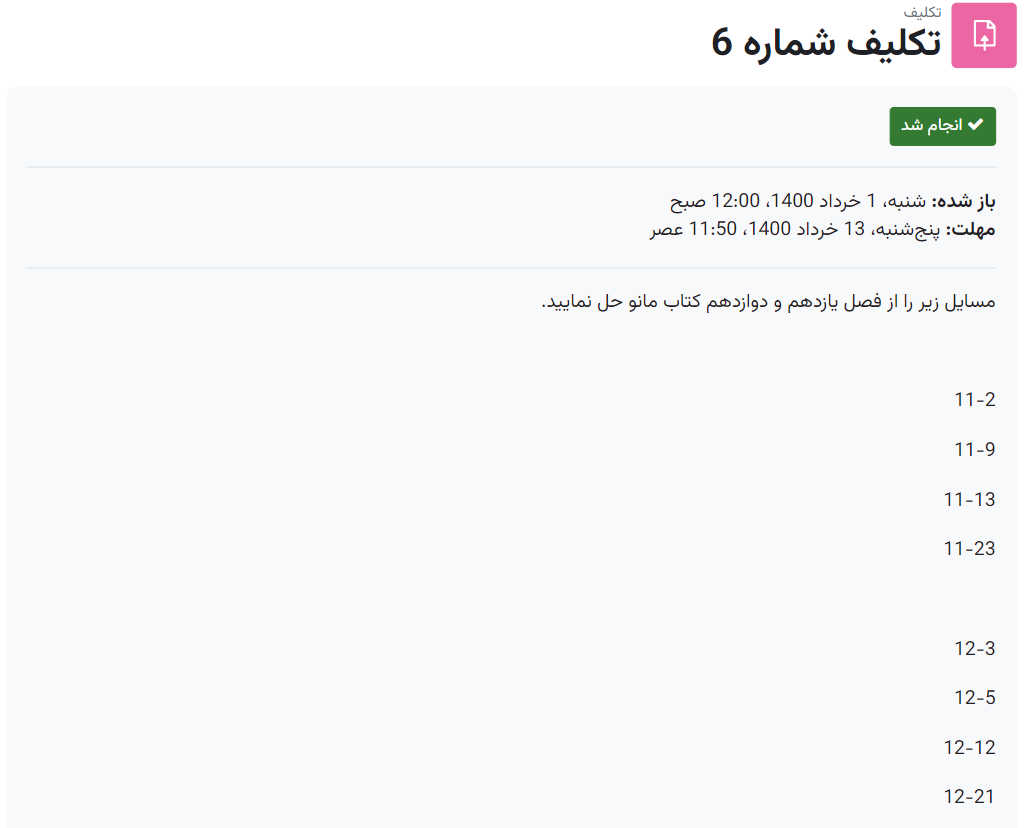 تکلیف
تکلیف شماره 6
انجام شد
باز شده: شنبه، 1 خرداد 1400، 12:00 صبح
مهلت: پنج‌شنبه، 13 خرداد 1400، 11:50 عصر
مسایل زیر را از فصل یازدهم و دوازدهم کتاب مانو حل نمایید.
11-2
11-9
11-13
11-23
12-3
12-5
12-12
12-21